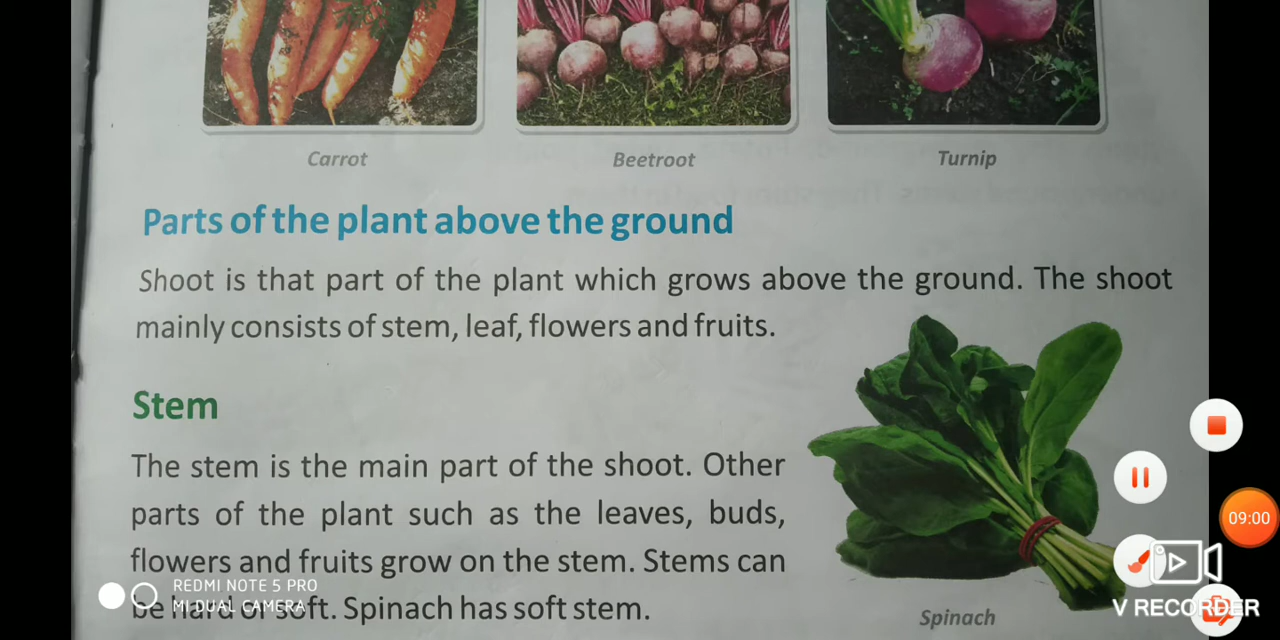 Carrot
Beetroot
Turnip
Parts of the plant above the ground
Shoot is that part of the plant which grows above the ground. The shoot
mainly consists of stem, leaf, flowers and fruits.
Stem
The stem is the main part of the shoot. Other
parts of the plant such as the leaves, buds,
flowers and fruits grow on the stem. Stems can
be hard or soft. Spinach has soft stem.
Spinach
REDMI NOTE 5 PRO
MI DUAL CAMERA
09:00
V RECORDER